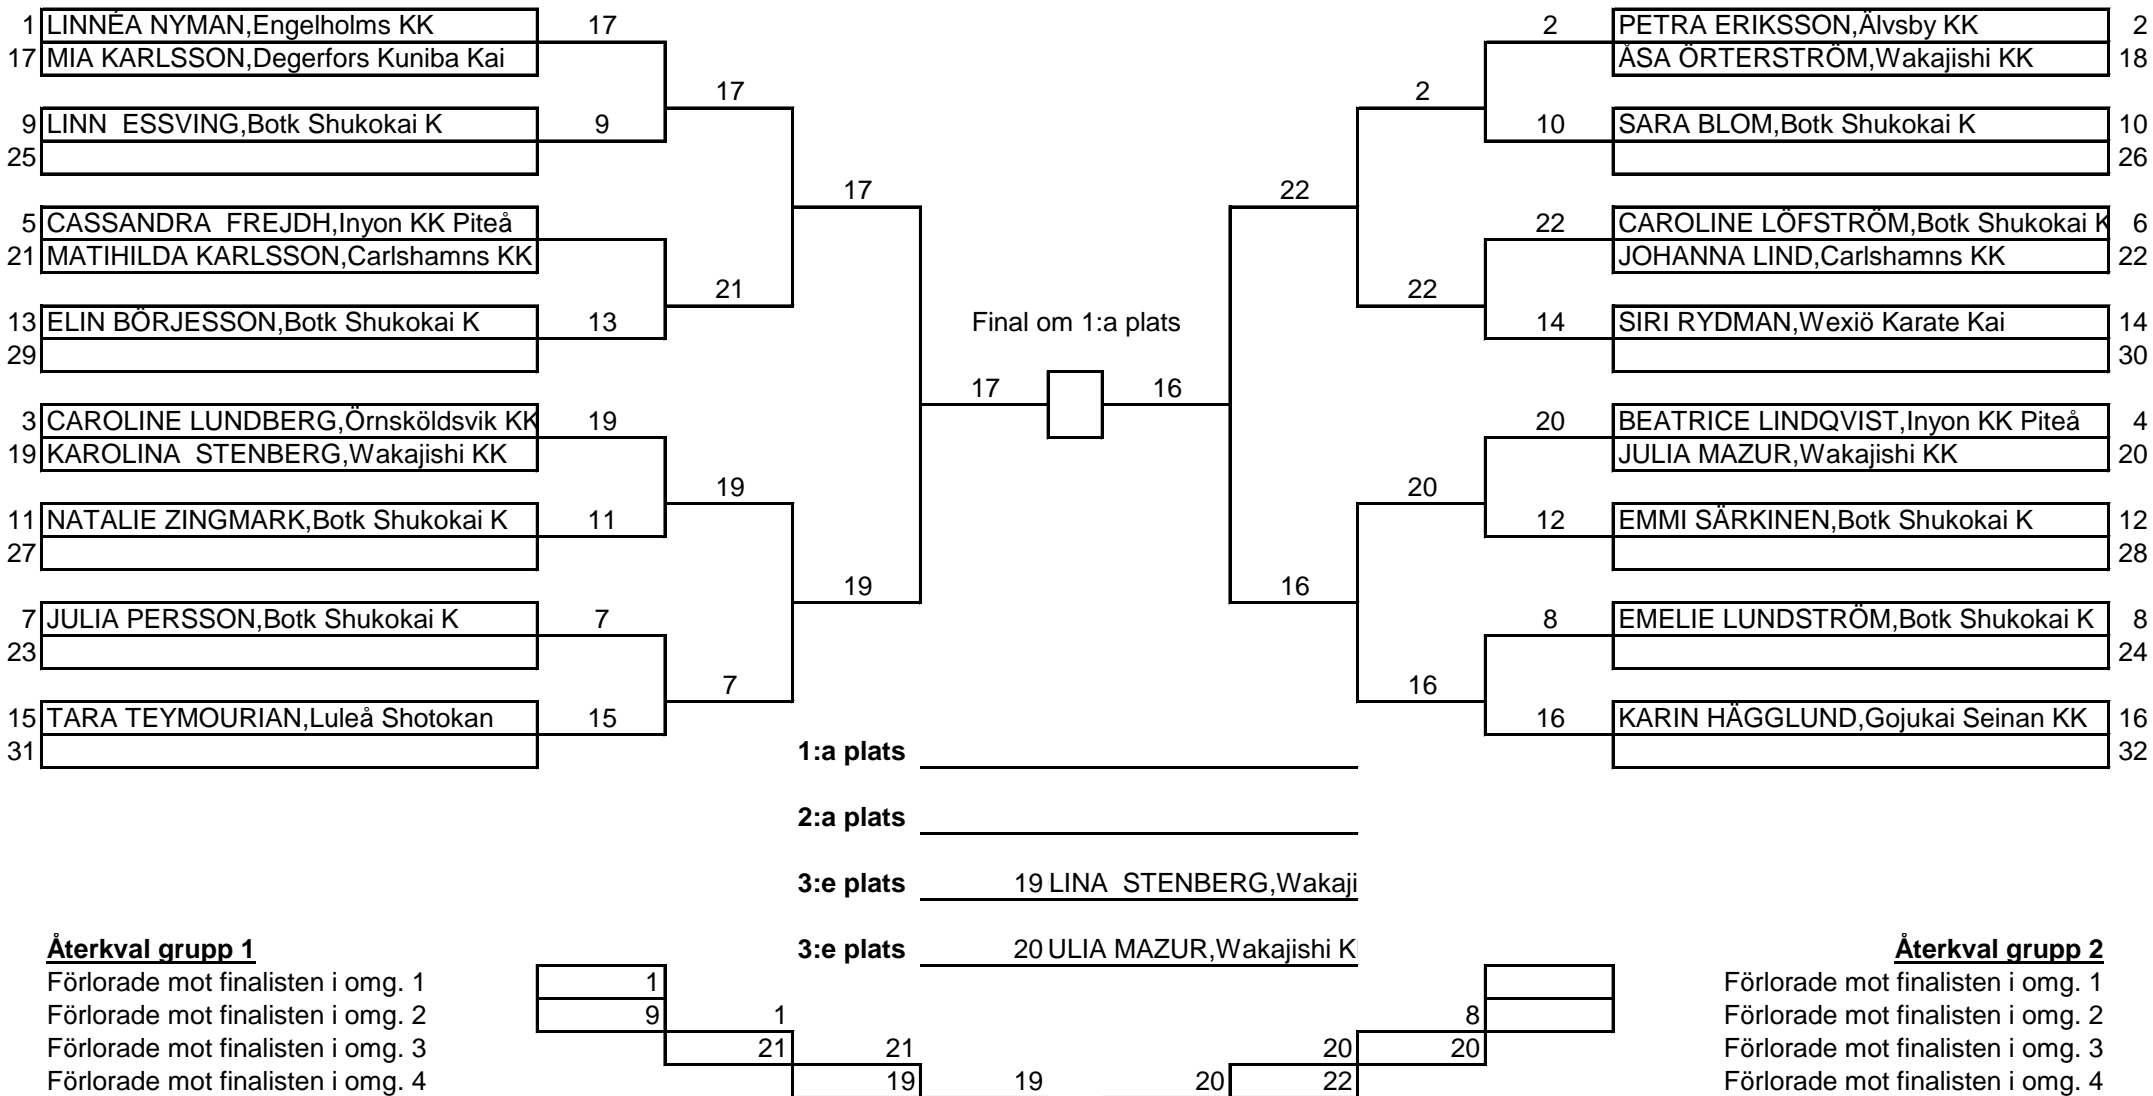 1 LINNÉA NYMAN,Engelholms KK 17 2 PETRA ERIKSSON,Älvsby KK 2
17 MIA KARLSSON,Degerfors Kuniba Kai ÅSA ÖRTERSTRÖM,Wakajishi KK 18
17 2
9 LINN ESSVING,Botk Shukokai K 9 10 SARA BLOM,Botk Shukokai K 10
25 26
17 22
5 CASSANDRA FREJDH,Inyon KK Piteå 22 CAROLINE LÖFSTRÖM,Botk Shukokai K 6
21 MATIHILDA KARLSSON,Carlshamns KK JOHANNA LIND,Carlshamns KK 22
21 22
13 ELIN BÖRJESSON,Botk Shukokai K 13 Final om 1:a plats 14 SIRI RYDMAN,Wexiö Karate Kai 14
29 30
17 16
3 CAROLINE LUNDBERG,Örnsköldsvik KK 19 20 BEATRICE LINDQVIST,Inyon KK Piteå 4
19 KAROLINA STENBERG,Wakajishi KK JULIA MAZUR,Wakajishi KK 20
19 20
11 NATALIE ZINGMARK,Botk Shukokai K 11 12 EMMI SÄRKINEN,Botk Shukokai K 12
27 28
19 16
7 JULIA PERSSON,Botk Shukokai K 7 8 EMELIE LUNDSTRÖM,Botk Shukokai K 8
23 24
7 16
15 TARA TEYMOURIAN,Luleå Shotokan 15 16 KARIN HÄGGLUND,Gojukai Seinan KK 16
31 1:a plats 32
2:a plats
3:e plats 19 LINA STENBERG,Wakaji
Återkval grupp 1 3:e plats 20 ULIA MAZUR,Wakajishi K Återkval grupp 2
Förlorade mot finalisten i omg. 1 1 Förlorade mot finalisten i omg. 1
Förlorade mot finalisten i omg. 2 9 1 8 Förlorade mot finalisten i omg. 2
Förlorade mot finalisten i omg. 3 21 21 20 20 Förlorade mot finalisten i omg. 3
Förlorade mot finalisten i omg. 4 19 19 20 22 Förlorade mot finalisten i omg. 4